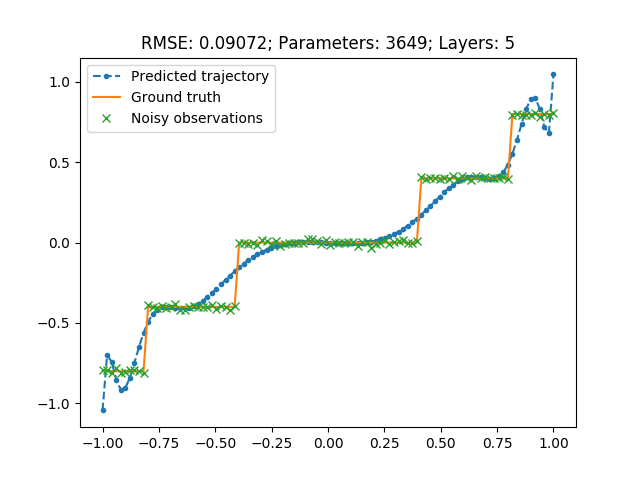 RMSE: 0.09072; Parameters: 3649; Layers: 5
Predicted trajectory
Ground truth
Noisy observations
1.0
0.5
0.0
−0.5
−1.0
−1.00 −0.75 −0.50 −0.25 0.00 0.25 0.50 0.75 1.00